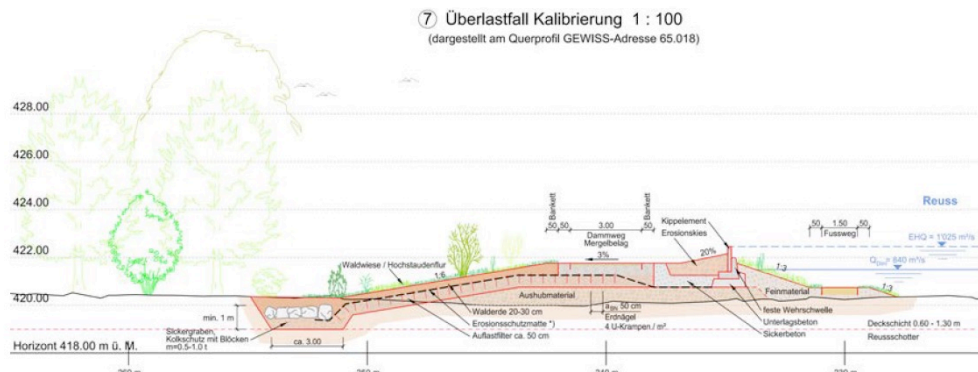 ⑦ Überlastfall Kalibrierung 1 : 100
(dargestellt am Querprofil GEWISS-Adresse 65.018)
428.00
426.00
424.00
422.00
420.00
Horizont 418.00 m ü. M.
Reuss
EHQ = 1'025 m³/s
= 840 m³/s
Kippelement
Erosionskies
20%
Bankett
Bankett
50 50 3.00 50
Dammweg
Mergelbelag
3%
50 1.50 50
Fussweg
1:3
1:3
Feinmaterial
Waldwiese / Hochstaudenflur
1:6
Walderde 20-30 cm
Erosionsschutzmatte *)
Auflastfilter ca. 50 cm
Aushubmaterial
50 cm
Erdnägel
4 U-Krampen / m²
feste Wehrschwelle
Unterlagsbeton
Sickerbeton
Deckschicht 0.60 - 1.30 m
Reussschotter
min. 1 m
Sickergraben,
Kolkschutz mit Blöcken
m=0.5-1.0 t
ca. 3.00